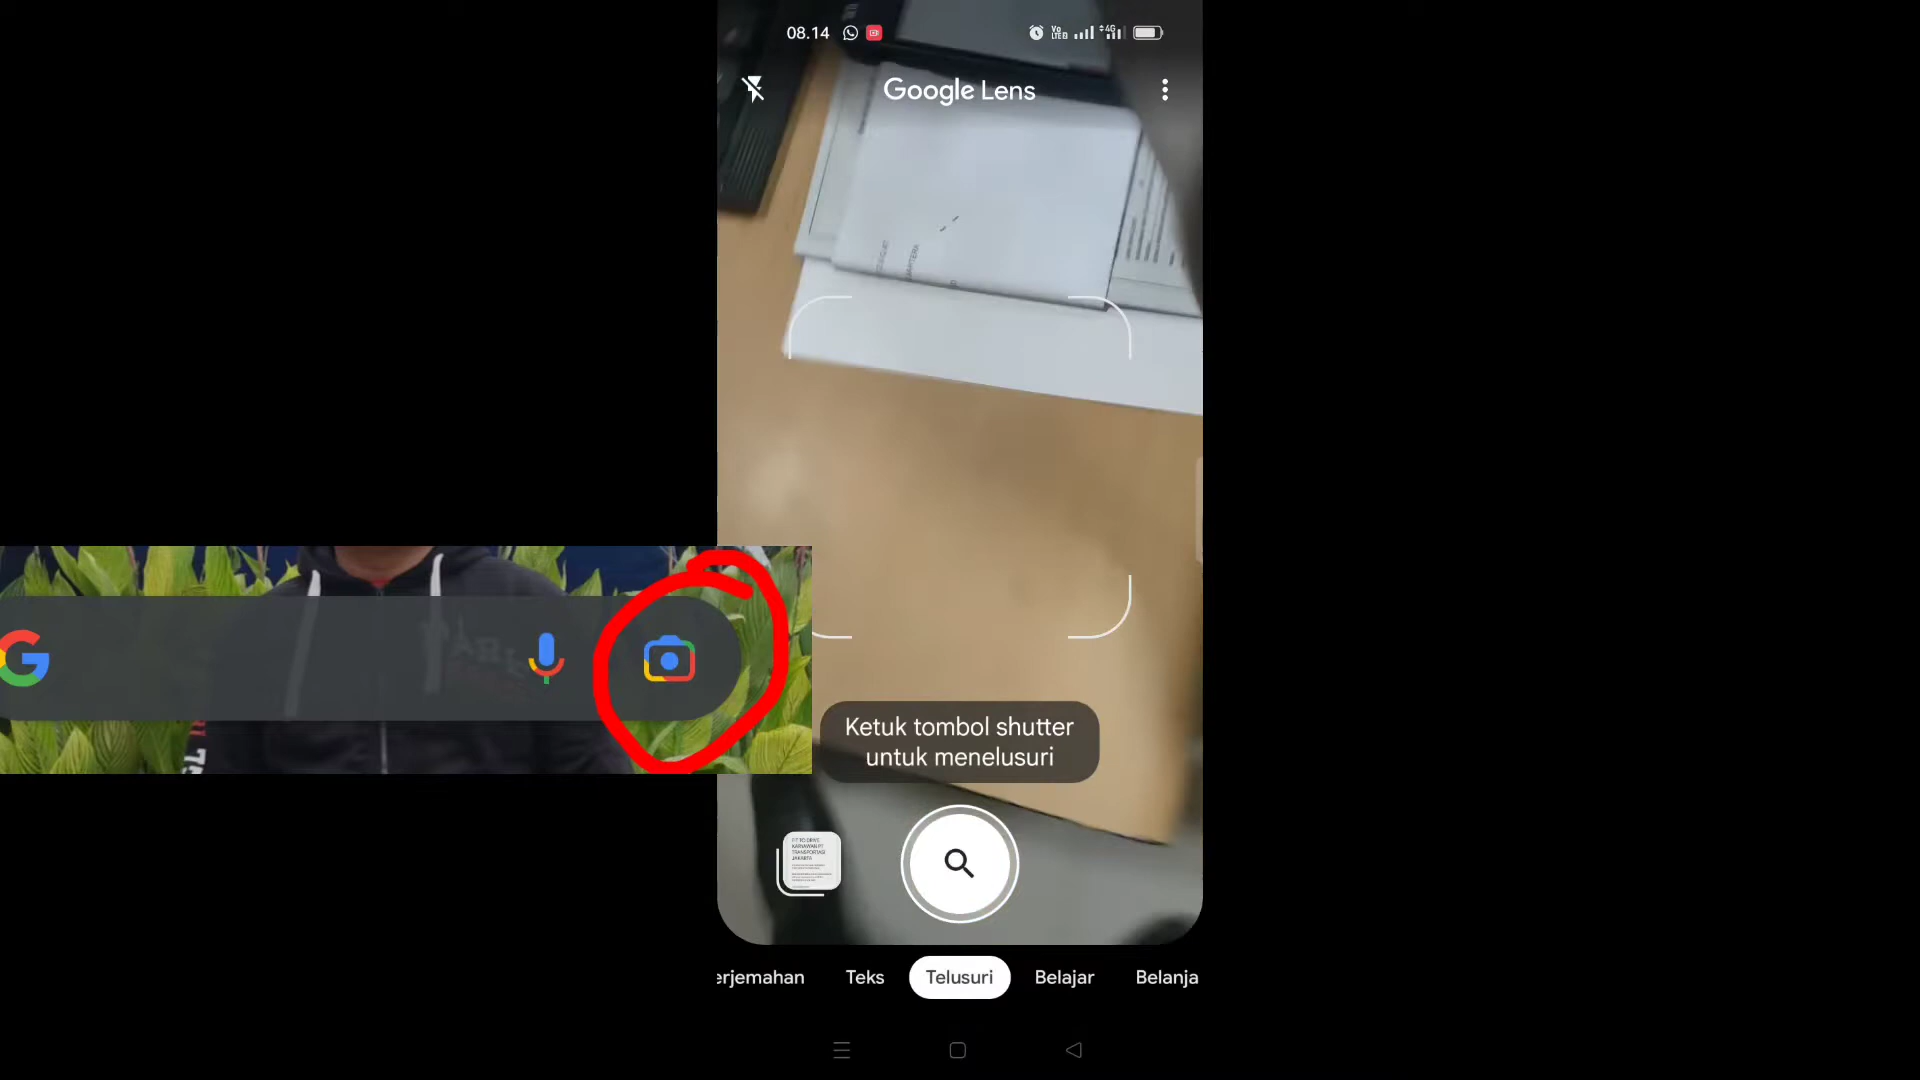 08.14
Google Lens
Ketuk tombol shutter
untuk menelusuri
erjemahan Teks Telusuri Belajar Belanja